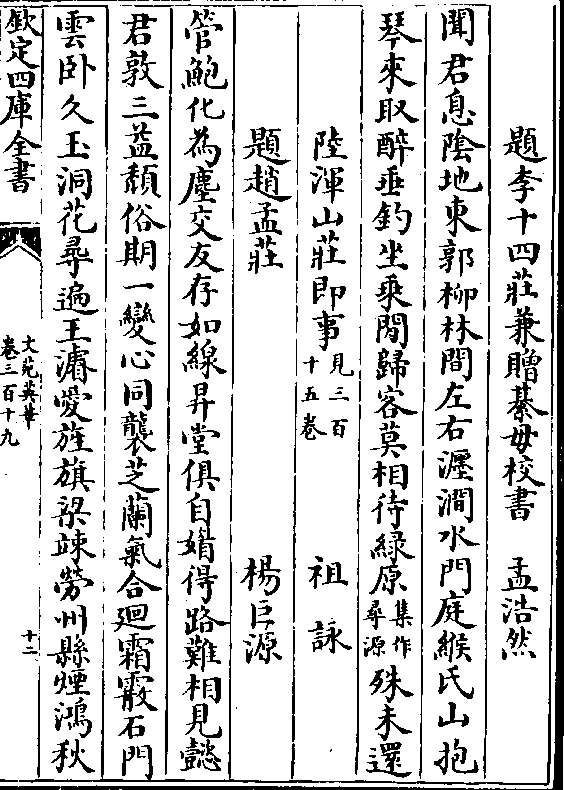 題李十四莊兼贈綦毋校書　孟浩然
聞君息陰地東郭柳林間左右瀍澗水門庭緱氏山抱
琴來取醉垂釣坐乗閒歸客莫相待緑原集作尋源殊未還
陸渾山莊即事見三百十五卷　祖詠
題趙孟莊　楊巨源
管鮑化為塵交友存如線昇堂俱自媚得路難相見懿
君敦三益頽俗期一變心同襲芝蘭氣合迴霜霰石門
雲卧久玉洞花尋遍王濬愛旌旗梁竦勞州縣煙鴻秋
欽定四庫全書
文苑英華
卷三百十九
十二